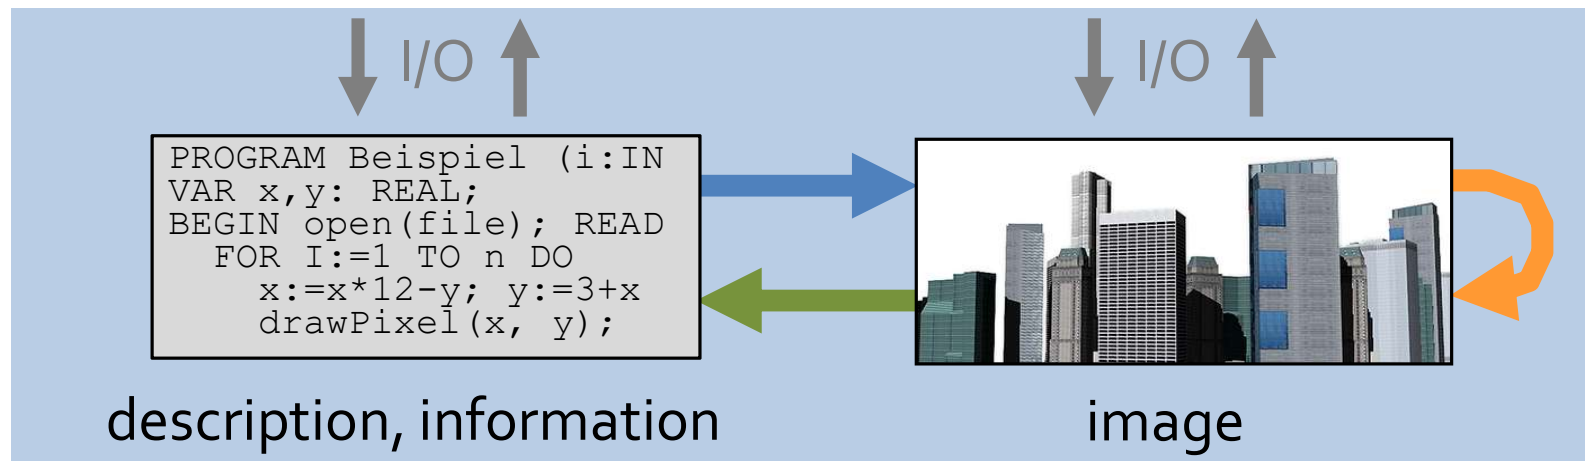 I/O
I/O
PROGRAM Beispiel (i:IN
VAR x,y: REAL;
BEGIN open(file); READ
FOR I:=1 TO n DO
x:=x*12-y; y:=3+x
drawPixel(x, y);
description, information
image